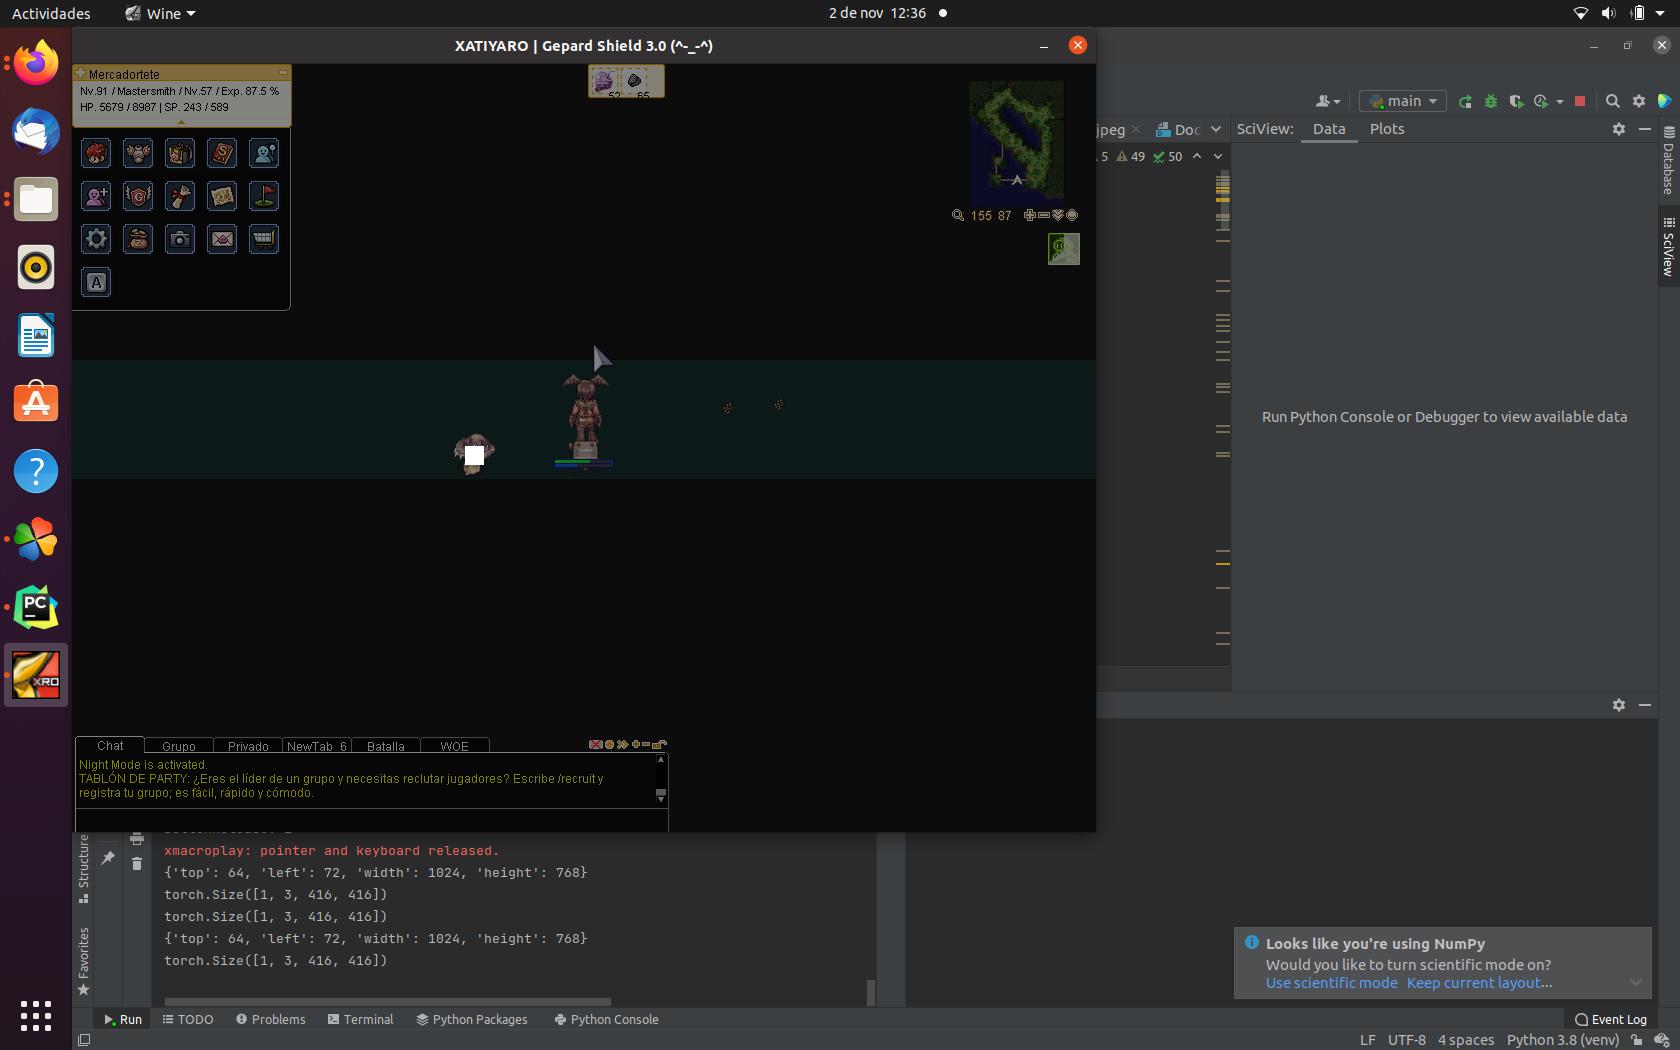 Actividades
Wine
2 de nov 12:36
XATIYARO | Gepard Shield 3.0 (^-_-^)
Mercadortete
Nv.91 / Mastersmith / Nv.57 / Exp. 87.5 %
HP. 5679 / 8987 | SP. 243 / 589
52
65
155 87
main
jpeg
Doc
SciView:
Data
Plots
5
49
50
Database
SciView
Run Python Console or Debugger to view available data
A
XRO
Chat
Grupo
Privado
NewTab_6
Batalla
WOE
Night Mode is activated.
TABLÓN DE PARTY: ¿Eres el líder de un grupo y necesitas reclutar jugadores? Escribe /recruit y
registra tu grupo; es fácil, rápido y cómodo.
Structure
Favorites
xmacroplay: pointer and keyboard released.
{'top': 64, 'left': 72, 'width': 1024, 'height': 768}
torch.Size([1, 3, 416, 416])
torch.Size([1, 3, 416, 416])
{'top': 64, 'left': 72, 'width': 1024, 'height': 768}
torch.Size([1, 3, 416, 416])
Looks like you're using NumPy
Would you like to turn scientific mode on?
Use scientific mode
Keep current layout...
Run
TODO
Problems
Terminal
Python Packages
Python Console
Event Log
LF
UTF-8
4 spaces
Python 3.8 (venv)
PC